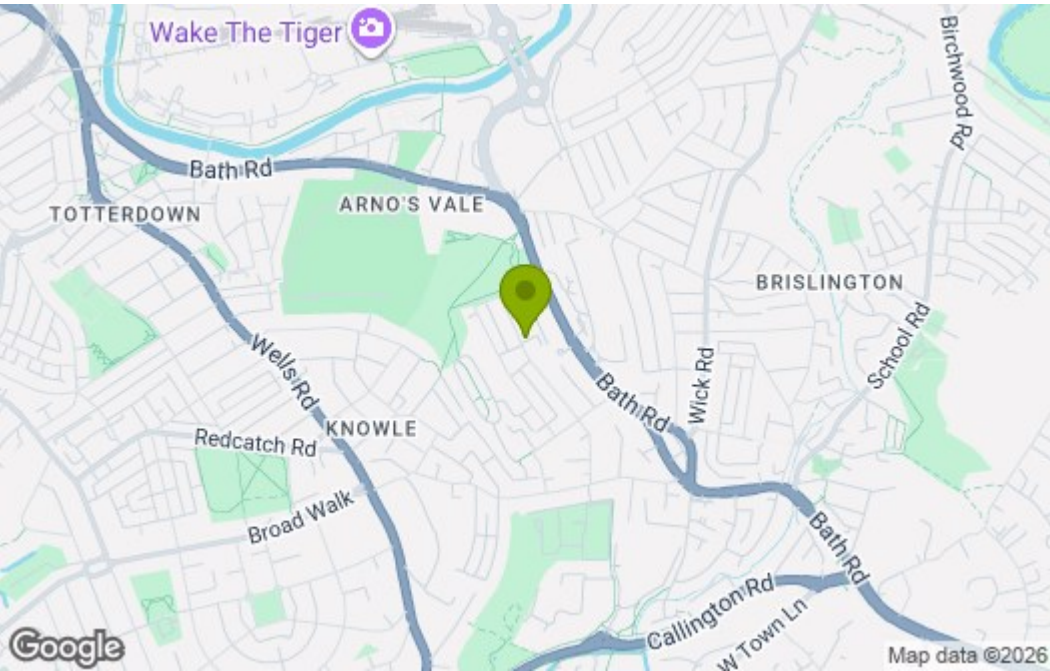 Wake The Tiger
Birchwood Rd
Bath Rd
ARNO'S VALE
TOTTERDOWN
BRISLINGTON
School Rd
Wells Rd
Wick Rd
Bath Rd
KNOWLE
Redcatch Rd
Broad Walk
Bath Rd
Callington Rd
W Town Ln
Google
Map data ©2026